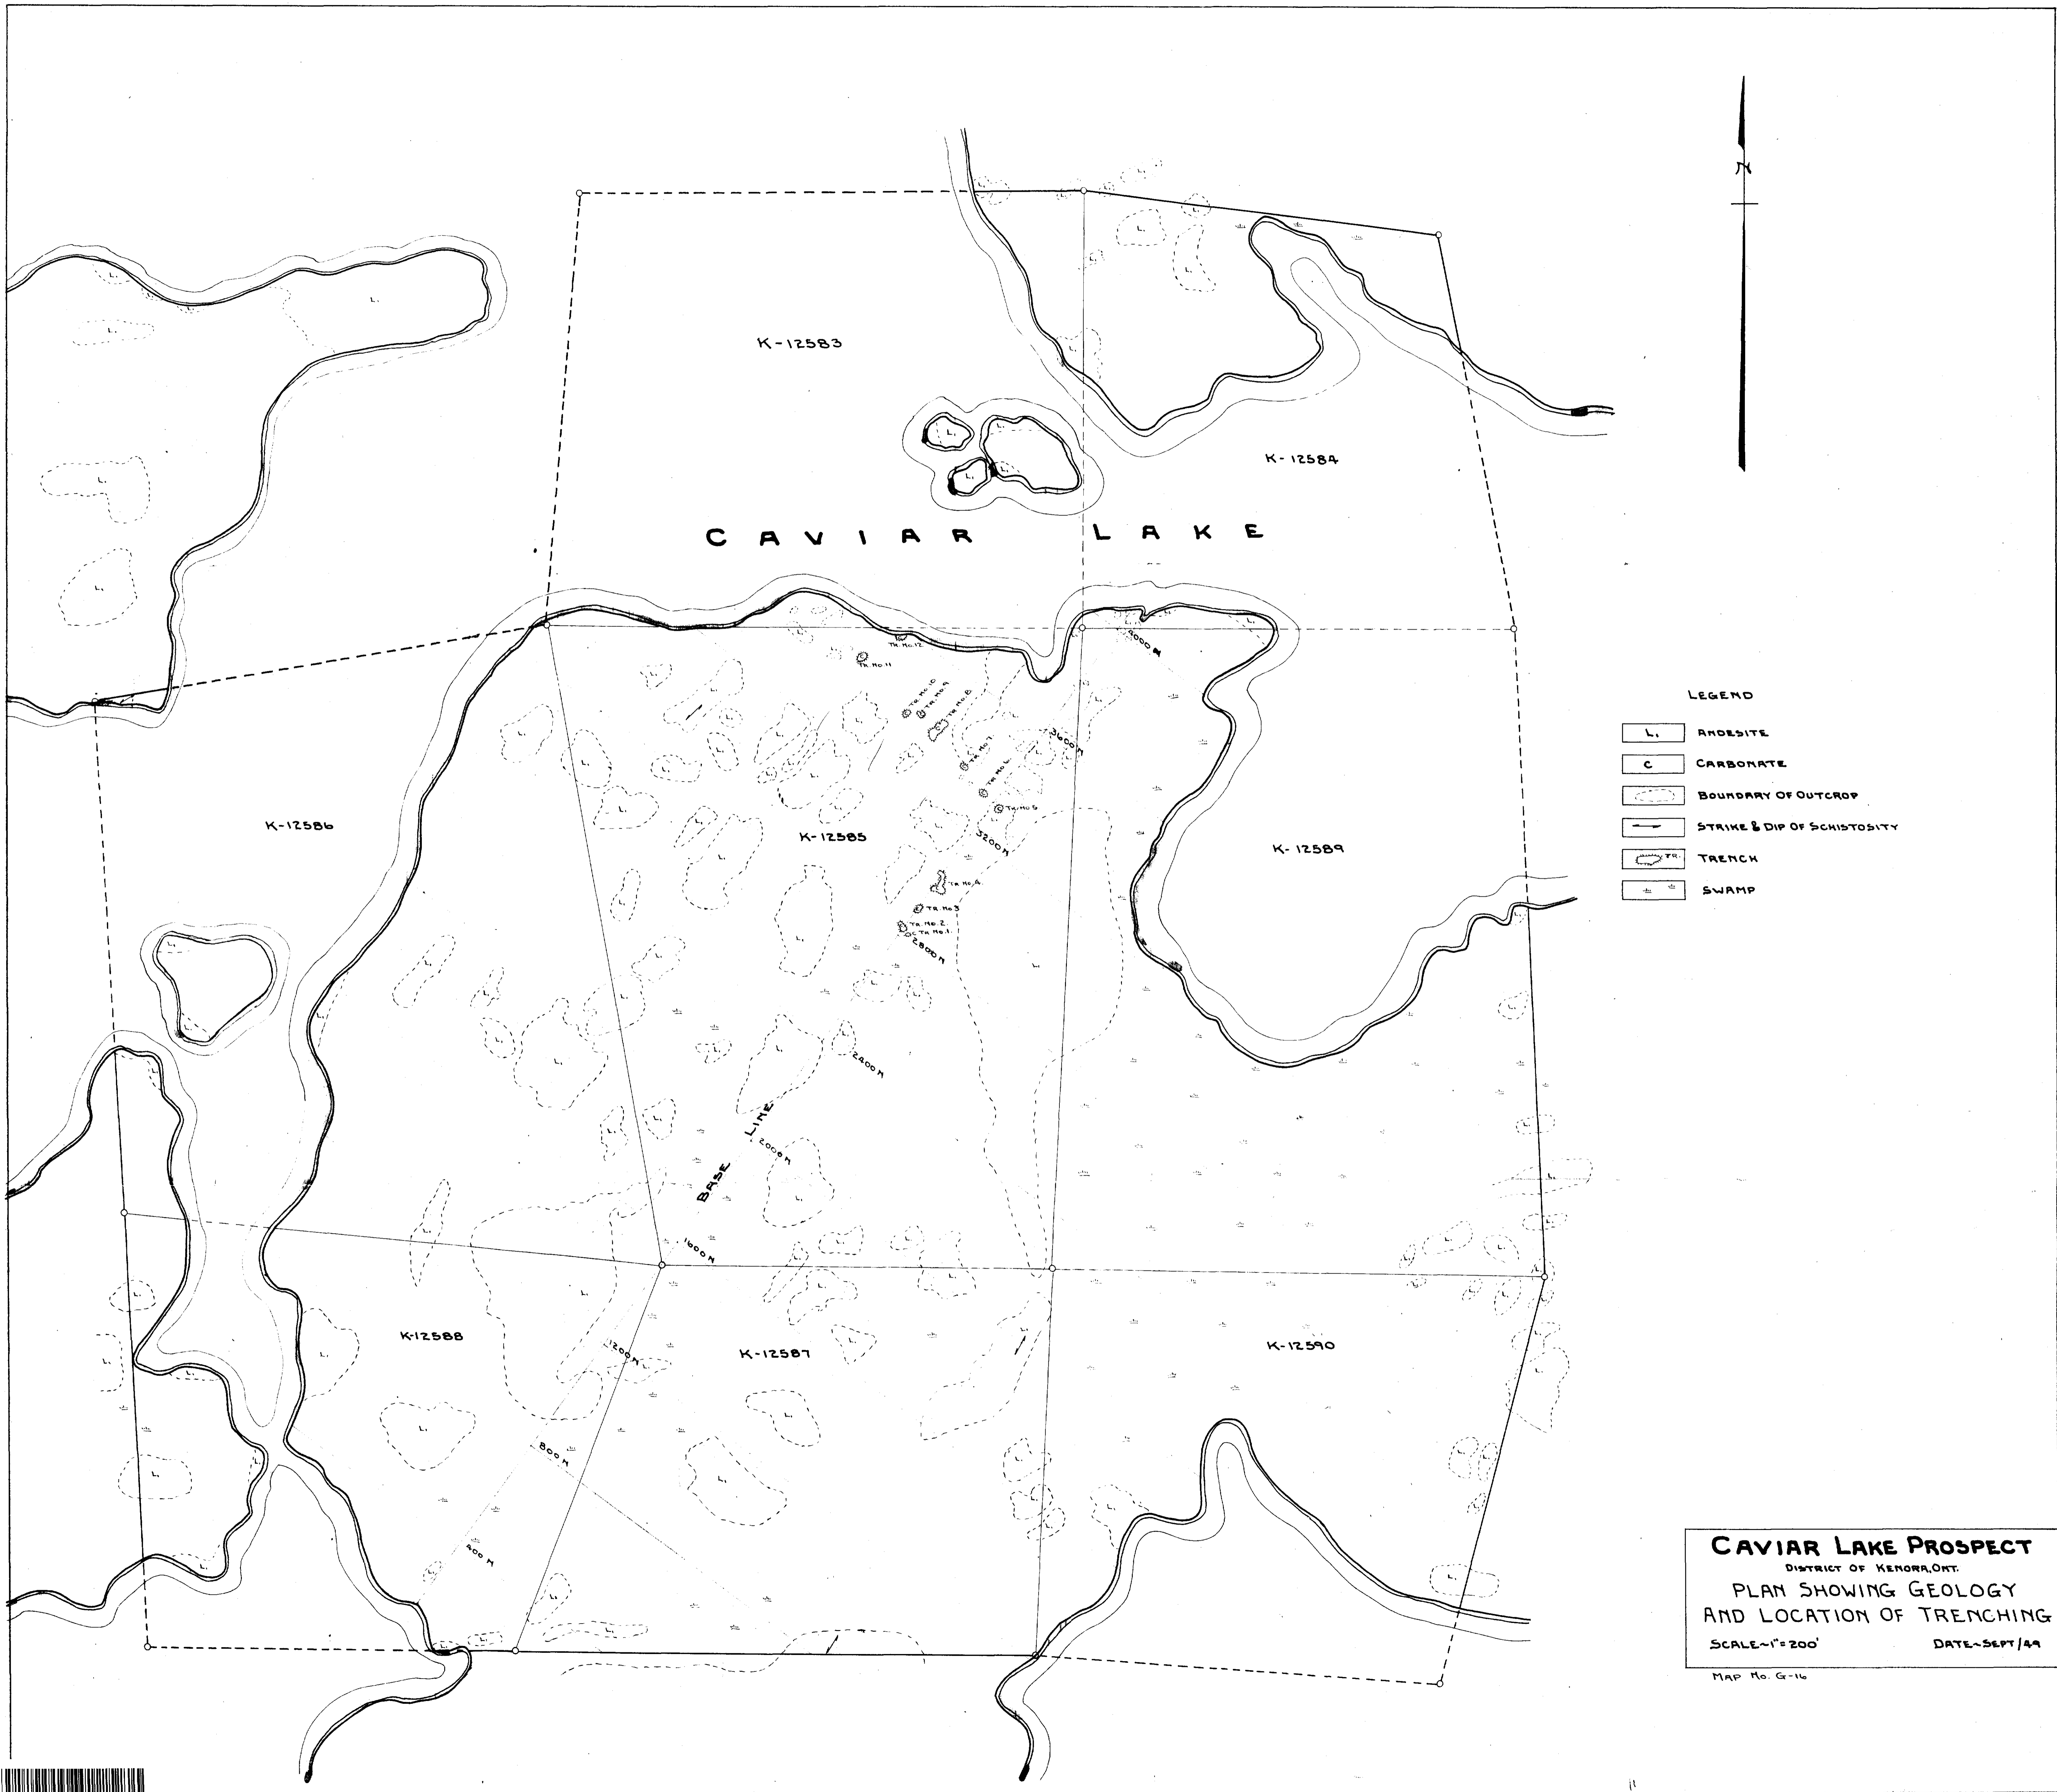 N
K-12583
K-12584
CAVIAR LAKE
TR. No. 12
TR. No. 11
4000 N
TR. No. 10
TR. No. 9
TR. No. 8
3600 N
TR. No. 7
TR. No. 6
TR. No. 5
K-12586
K-12585
3200 N
K-12589
TR. No. 4
TR. No. 3
TR. No. 2
C TR. No. 1
2800 N
2400 N
BASE LINE
2000 N
1600 N
K-12588
1200 N
K-12587
K-12590
800 N
400 N
LEGEND
L. ANDESITE
C CARBONATE
BOUNDARY OF OUTCROP
STRIKE & DIP OF SCHISTOSITY
TR. TRENCH
SWAMP
CAVIAR LAKE PROSPECT
DISTRICT OF KENORA, ONT.
PLAN SHOWING GEOLOGY
AND LOCATION OF TRENCHING
SCALE~1"=200' DATE~SEPT/49
MAP No. G-16